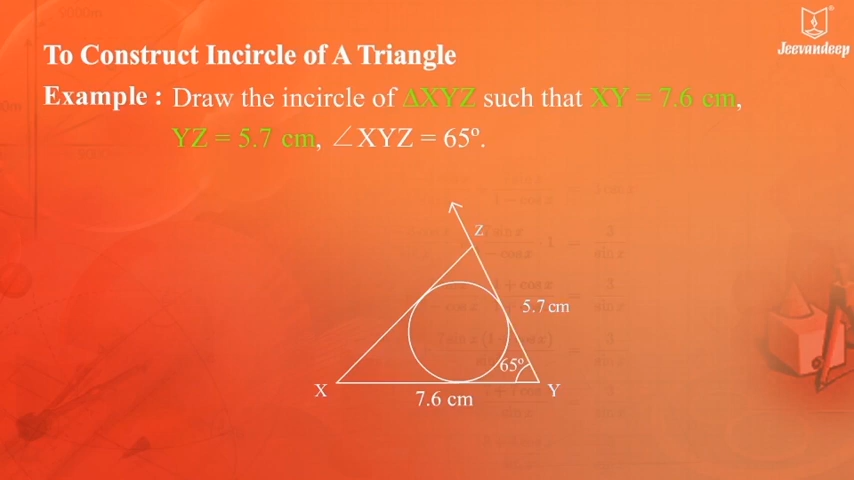 Jeevandeep
To Construct Incircle of A Triangle
Example : Draw the incircle of ΔXYZ such that XY = 7.6 cm,
YZ = 5.7 cm, ∠XYZ = 65º.
Z
5.7 cm
65º
X
Y
7.6 cm